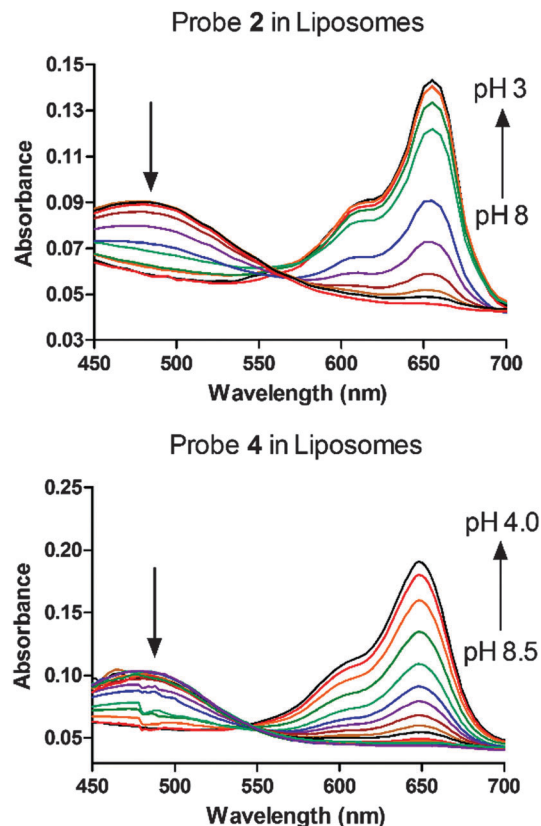 Probe 2 in Liposomes
0.15
0.13
0.11
0.09
0.07
0.05
0.03
Absorbance
pH 3
pH 8
450 500 550 600 650 700
Wavelength (nm)
Probe 4 in Liposomes
0.25
0.20
0.15
0.10
0.05
Absorbance
pH 4.0
pH 8.5
450 500 550 600 650 700
Wavelength (nm)